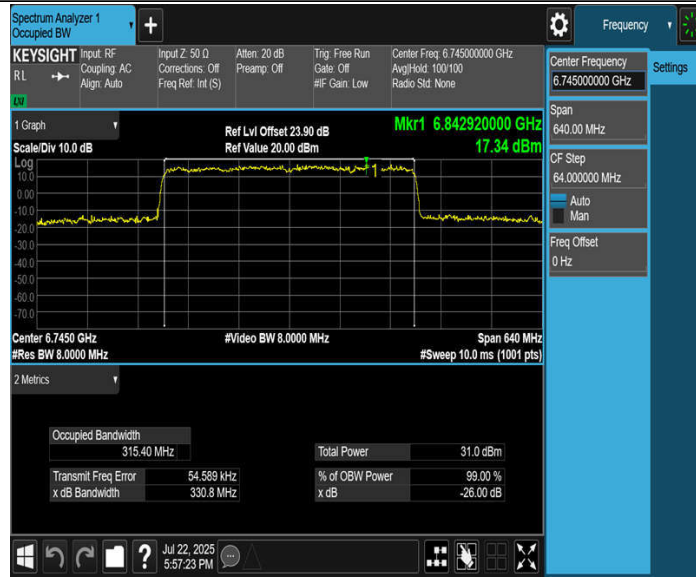 Spectrum Analyzer 1
Occupied BW
+
Frequency
KEYSIGHT Input: RF Input Z: 50 Ω Atten: 20 dB Trig: Free Run Center Freq: 6.745000000 GHz
RL Coupling: AC Corrections: Off Preamp: Off Gate: Off Avg|Hold: 100/100
Align: Auto Freq Ref: Int (S) #IF Gain: Low Radio Std: None
LXI
Center Frequency
6.745000000 GHz
Settings
Span
640.00 MHz
CF Step
64.000000 MHz
Auto
Man
Freq Offset
0 Hz
1 Graph
Ref Lvl Offset 23.90 dB Mkr1 6.842920000 GHz
Scale/Div 10.0 dB Ref Value 20.00 dBm 17.34 dBm
Log
10.0
0.00
-10.0
-20.0
-30.0
-40.0
-50.0
-60.0
-70.0
1
Center 6.7450 GHz #Video BW 8.0000 MHz Span 640 MHz
#Res BW 8.0000 MHz #Sweep 10.0 ms (1001 pts)
2 Metrics
Occupied Bandwidth
315.40 MHz Total Power 31.0 dBm
Transmit Freq Error 54.589 kHz % of OBW Power 99.00 %
x dB Bandwidth 330.8 MHz x dB -26.00 dB
? Jul 22, 2025
5:57:23 PM